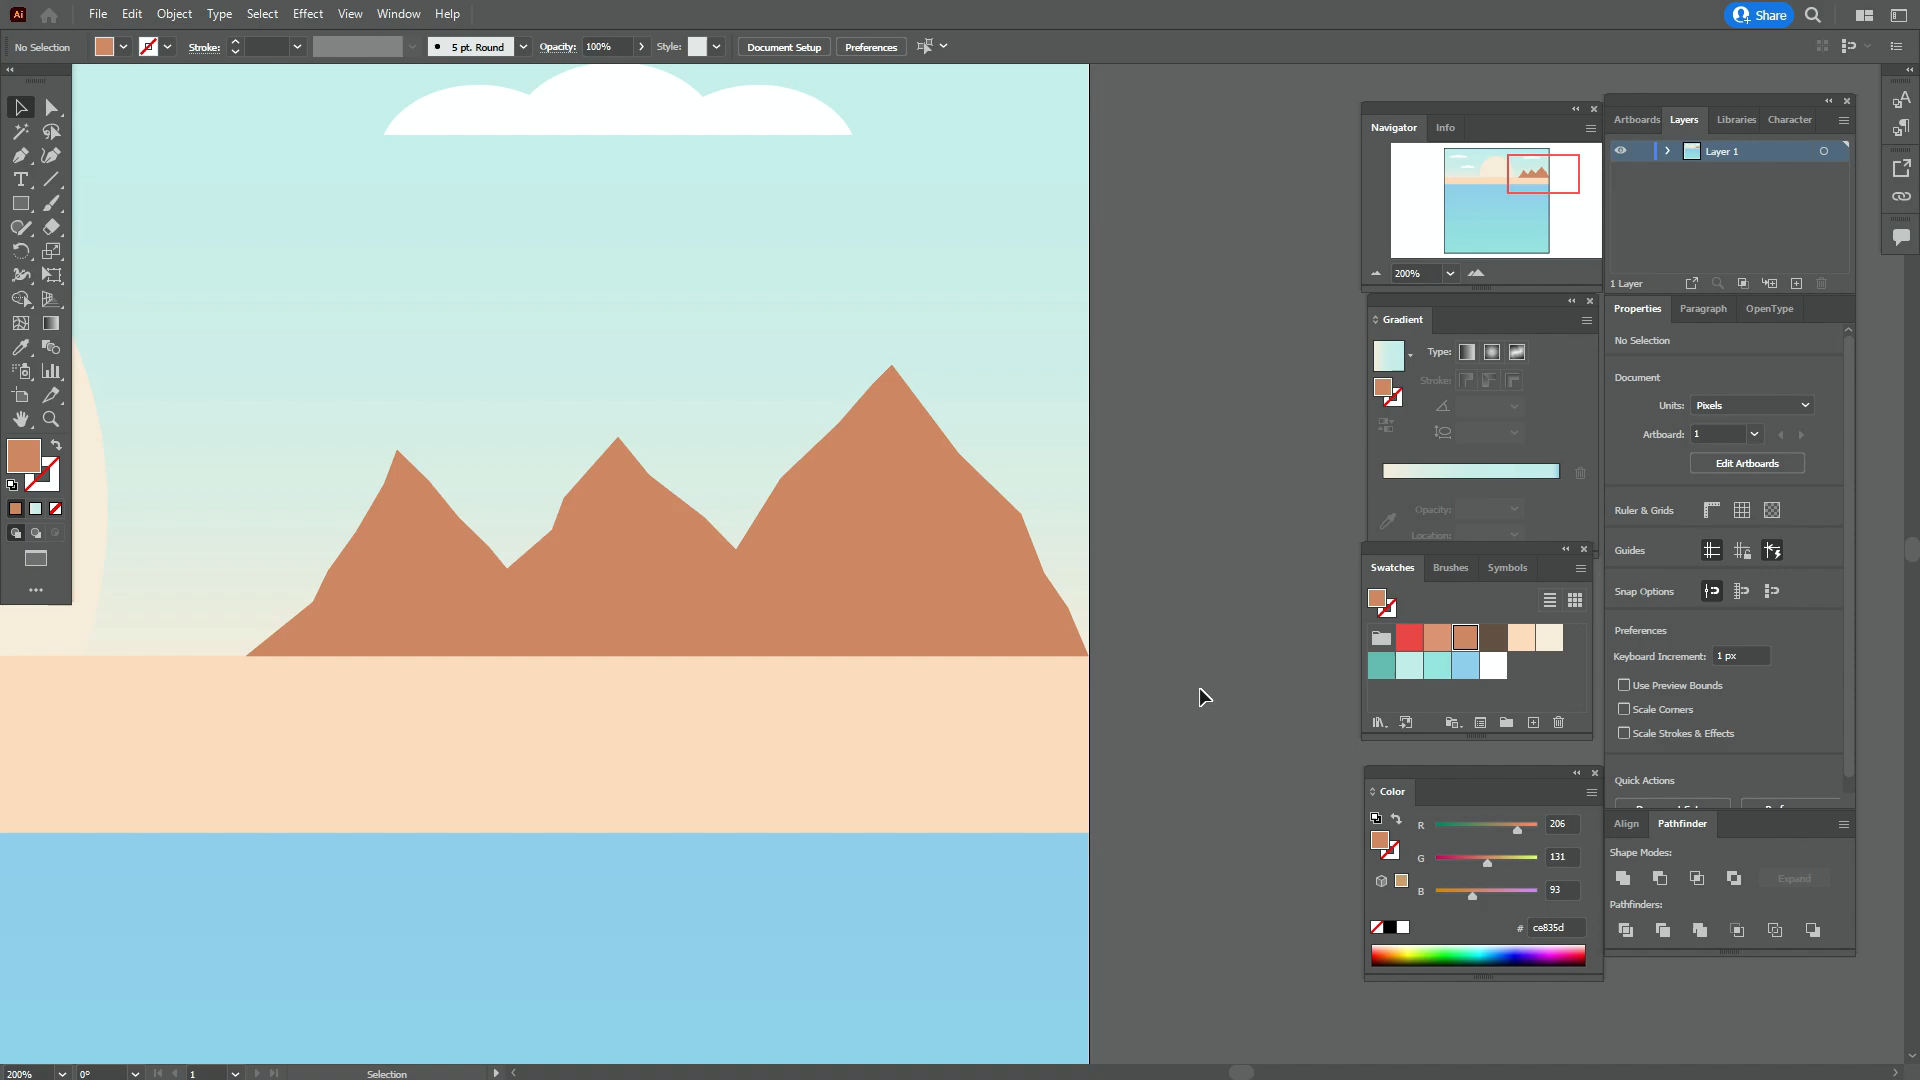 Ai File Edit Object Type Select Effect View Window Help Share
No Selection Stroke: 5 pt. Round Opacity: 100% Style: Document Setup Preferences
Navigator Info
200%
Artboards Layers Libraries Character
Layer 1
1 Layer
Gradient
Type:
Stroke:
Opacity:
Location:
Properties Paragraph OpenType
No Selection
Document
Units: Pixels
Artboard: 1
Edit Artboards
Ruler & Grids
Guides
Snap Options
Preferences
Keyboard Increment: 1 px
Use Preview Bounds
Scale Corners
Scale Strokes & Effects
Quick Actions
Swatches Brushes Symbols
Color
R 206
G 131
B 93
# ce835d
Align Pathfinder
Shape Modes:
Expand
Pathfinders:
200% 0° 1 Selection